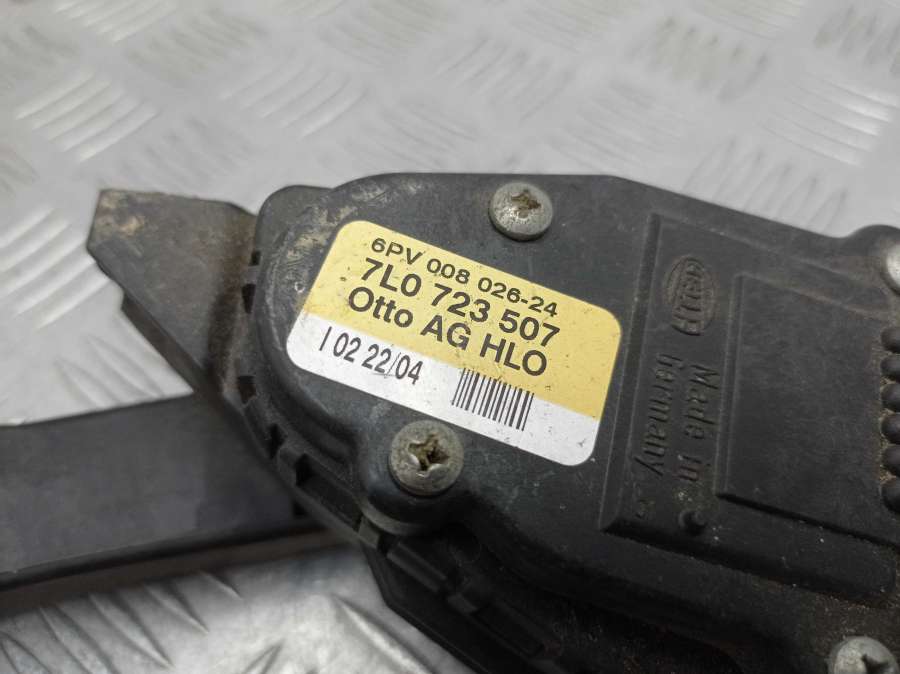 6PV 008 026-24
7L0 723 507
Otto AG HLO
I 02 22/04
HELLA
Made in
Germany